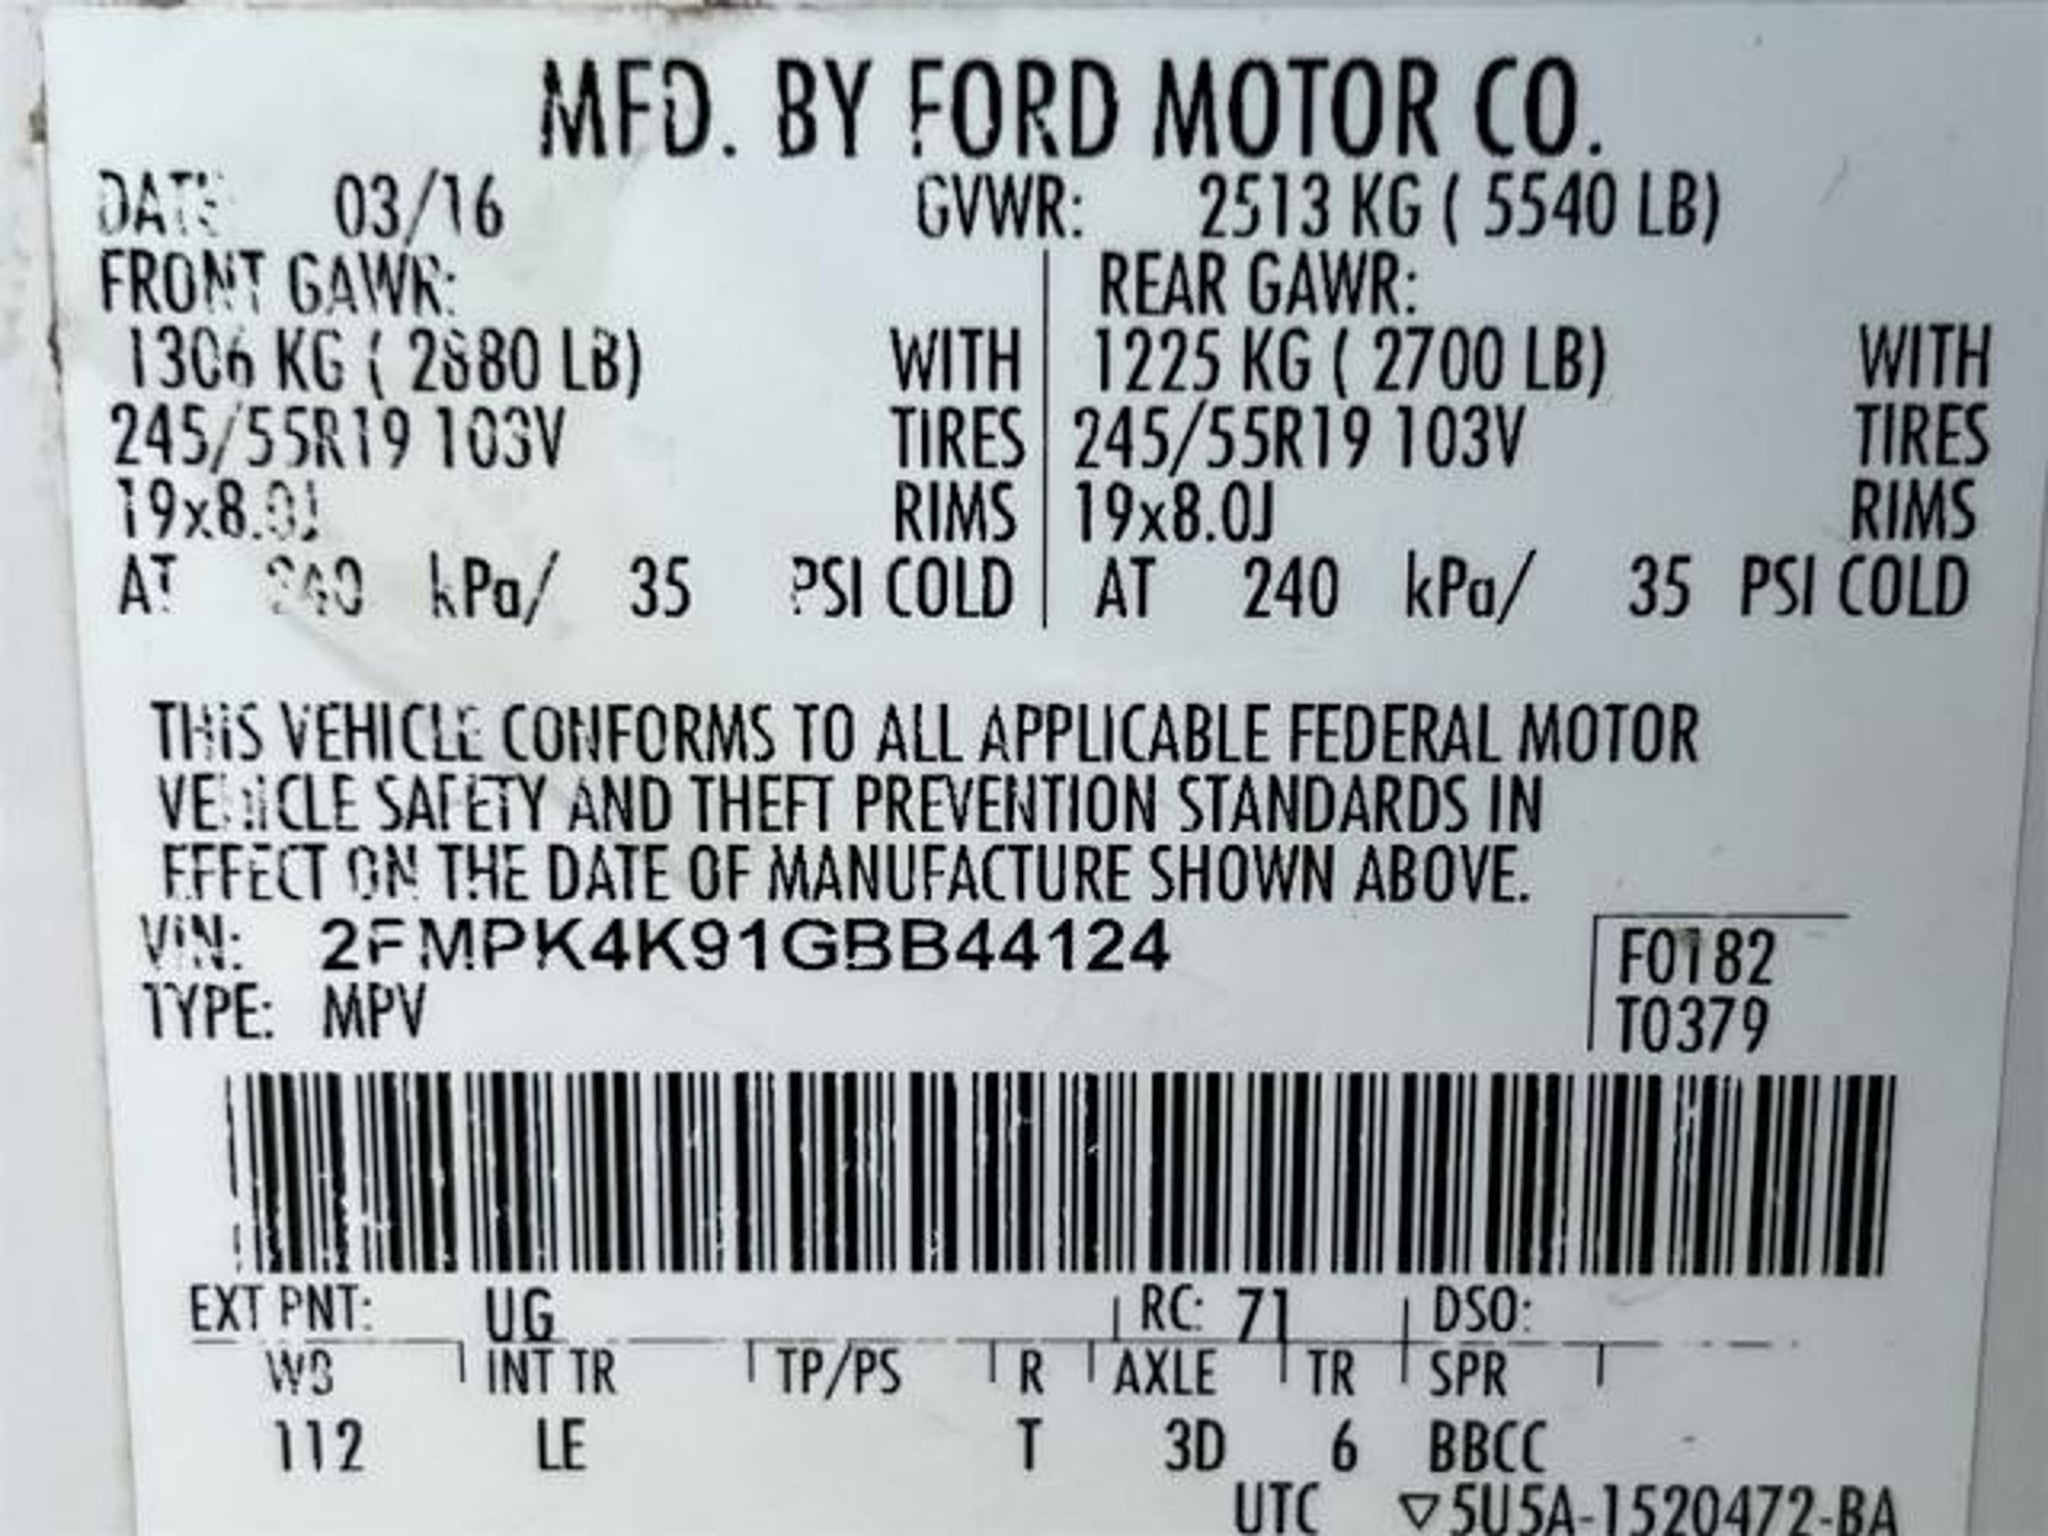 MFD. BY FORD MOTOR CO.
DATE 03/16 GVWR: 2513 KG ( 5540 LB)
FRONT GAWR: REAR GAWR:
1306 KG ( 2880 LB) WITH 1225 KG ( 2700 LB) WITH
245/55R19 103V TIRES 245/55R19 103V TIRES
19x8.0J RIMS 19x8.0J RIMS
AT 240 kPa/ 35 PSI COLD AT 240 kPa/ 35 PSI COLD
THIS VEHICLE CONFORMS TO ALL APPLICABLE FEDERAL MOTOR
VEHICLE SAFETY AND THEFT PREVENTION STANDARDS IN
EFFECT ON THE DATE OF MANUFACTURE SHOWN ABOVE.
VIN: 2FMPK4K91GBB44124 F0182
TYPE: MPV T0379
EXT PNT: UG RC: 71 DSO:
WB INT TR TP/PS R AXLE TR SPR
112 LE T 3D 6 BBCC
UTC ▽5U5A-1520472-BA